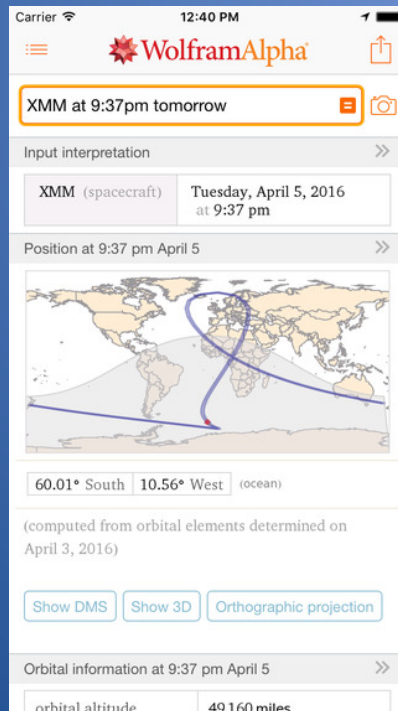 Carrier 12:40 PM
WolframAlpha
XMM at 9:37pm tomorrow
Input interpretation
XMM (spacecraft) Tuesday, April 5, 2016
at 9:37 pm
Position at 9:37 pm April 5
60.01° South 10.56° West (ocean)
(computed from orbital elements determined on
April 3, 2016)
Show DMS Show 3D Orthographic projection
Orbital information at 9:37 pm April 5
orbital altitude 49160 miles